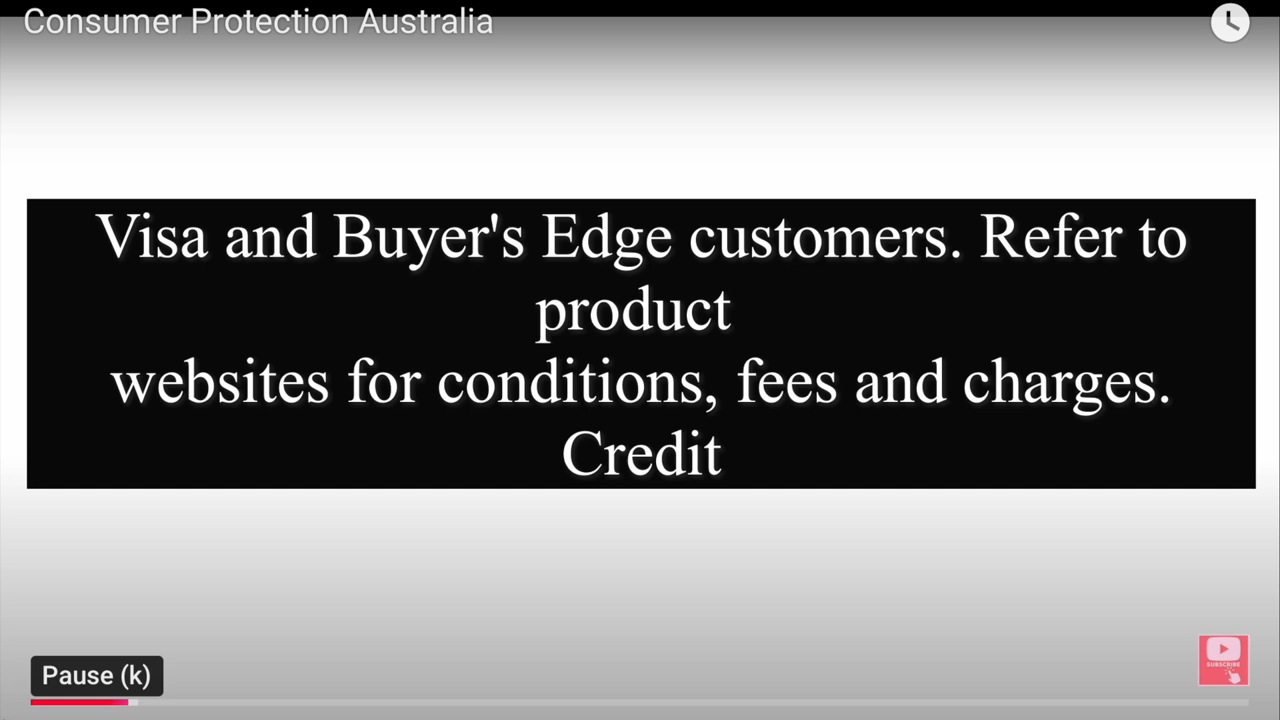 Consumer Protection Australia
Visa and Buyer's Edge customers. Refer to
product
websites for conditions, fees and charges.
Credit
SUBSCRIBE
Pause (k)